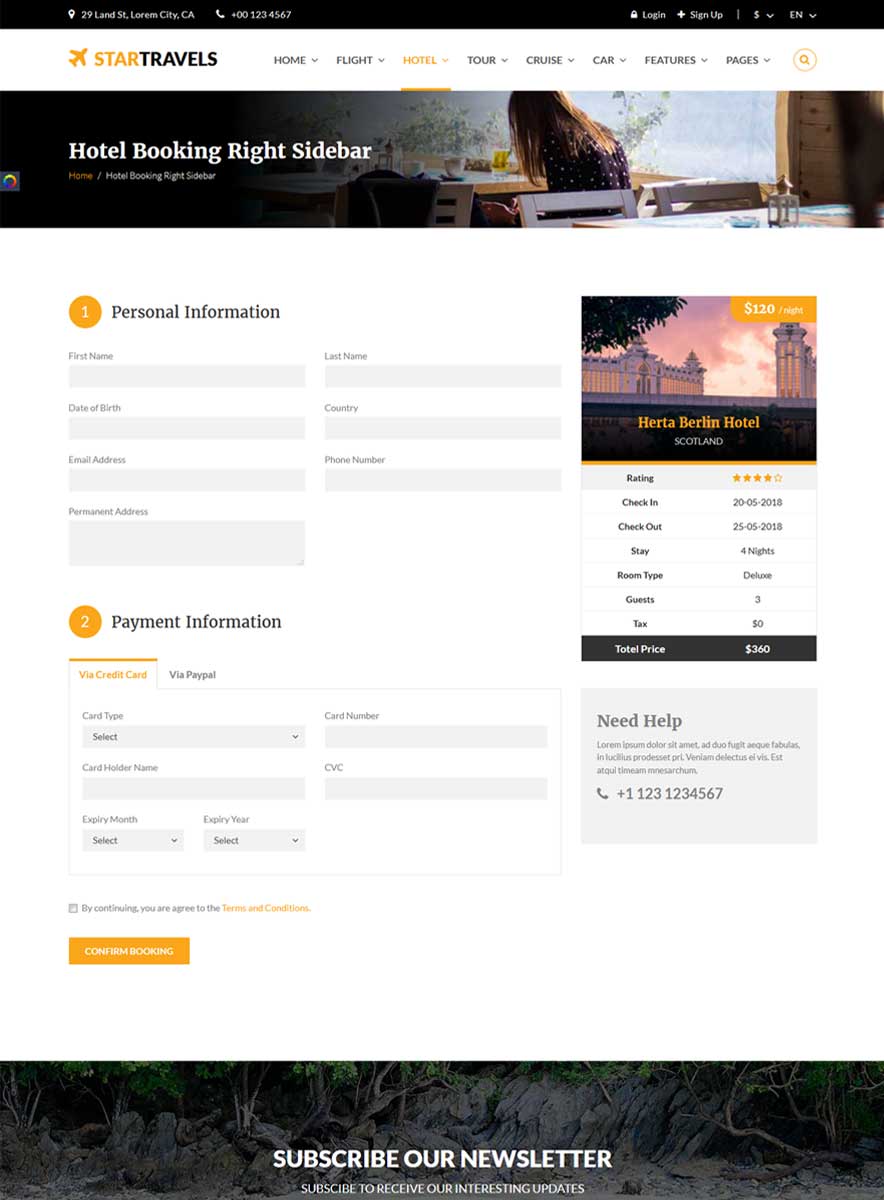 29 Land St, Lorem City, CA +00 123 4567 Login Sign Up | $ EN
STARTRAVELS HOME FLIGHT HOTEL TOUR CRUISE CAR FEATURES PAGES
Hotel Booking Right Sidebar
Home / Hotel Booking Right Sidebar
1 Personal Information
First Name Last Name
Date of Birth Country
Email Address Phone Number
Permanent Address
2 Payment Information
Via Credit Card Via Paypal
Card Type Card Number
Select
Card Holder Name CVC
Expiry Month Expiry Year
Select Select
By continuing, you are agree to the Terms and Conditions.
CONFIRM BOOKING
$120 / night
Herta Berlin Hotel
SCOTLAND
Rating
Check In 20-05-2018
Check Out 25-05-2018
Stay 4 Nights
Room Type Deluxe
Guests 3
Tax $0
Totel Price $360
Need Help
Lorem ipsum dolor sit amet, ad duo fugit aeque fabulas,
in lucilius prodesset pri. Veniam delectus ei vis. Est
atqui timeam mnesarchum.
+1 123 1234567
SUBSCRIBE OUR NEWSLETTER
SUBSCIBE TO RECEIVE OUR INTERESTING UPDATES